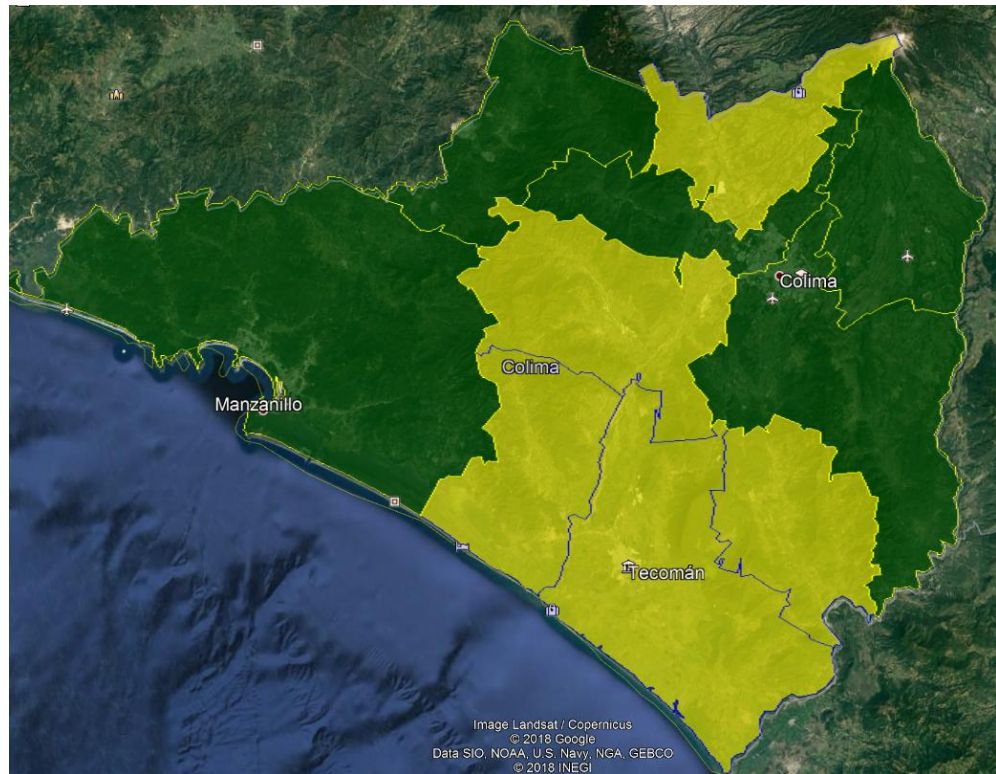 Colima
Colima
Manzanillo
Tecomán
Image Landsat / Copernicus
© 2018 Google
Data SIO, NOAA, U.S. Navy, NGA, GEBCO
© 2018 INEGI